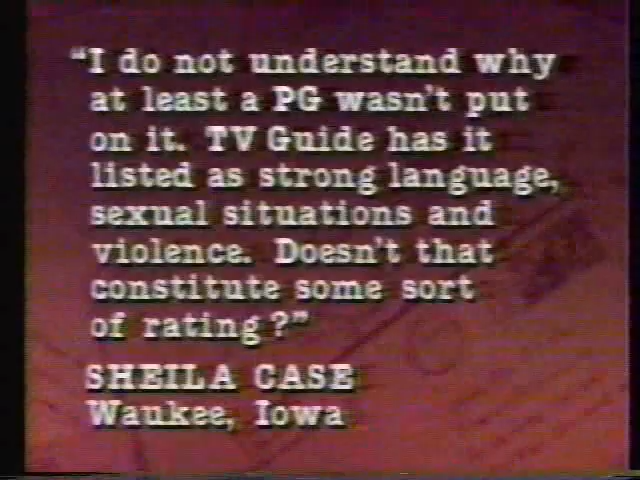 “I do not understand why
at least a PG wasn't put
on it. TV Guide has it
listed as strong language,
sexual situations and
violence. Doesn't that
constitute some sort
of rating?”
SHEILA CASE
Waukee, Iowa